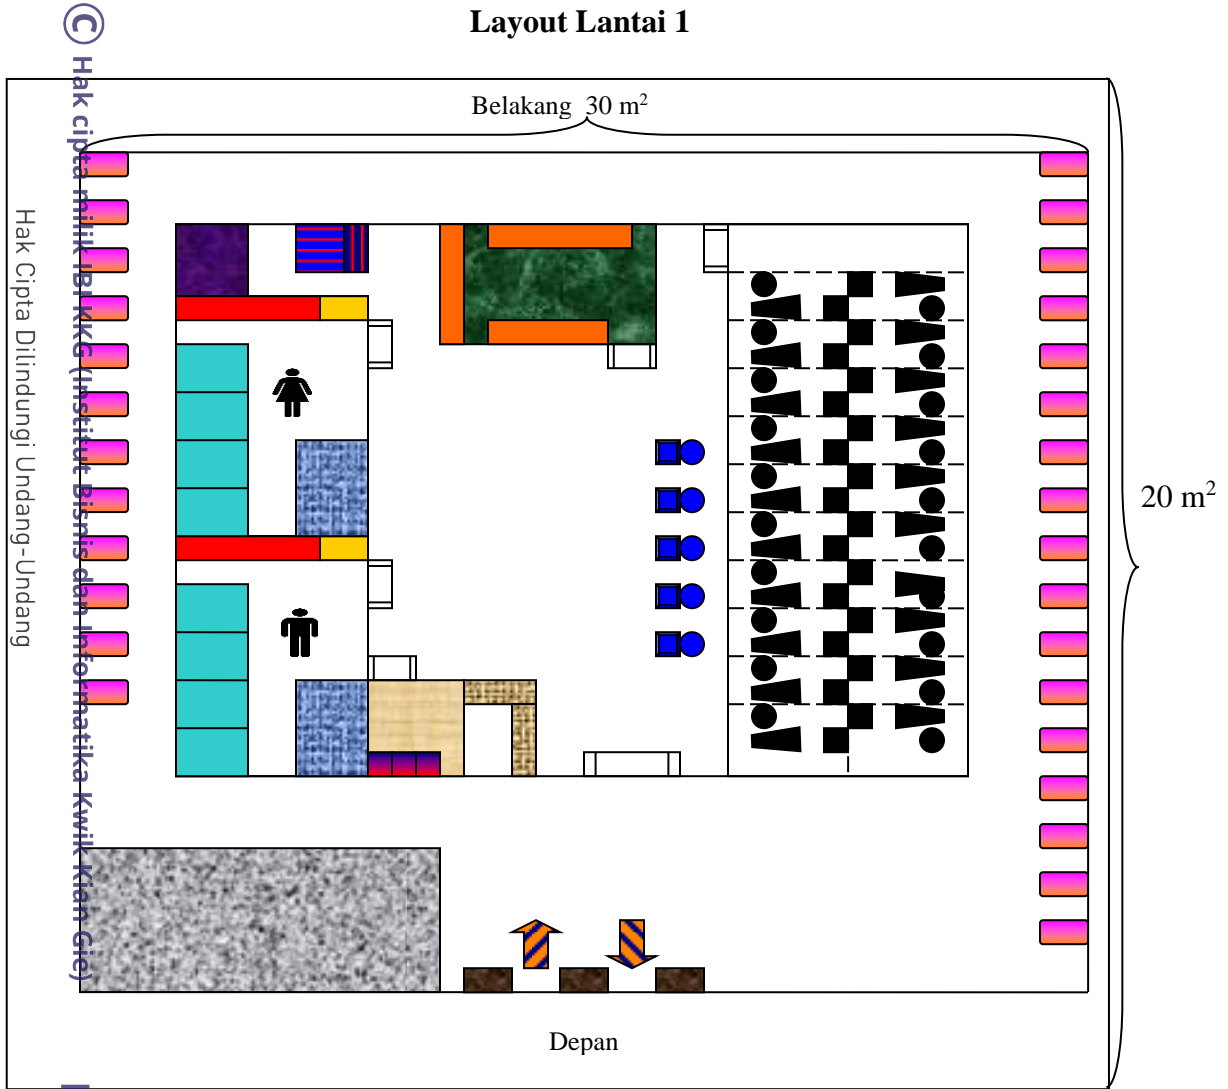 Layout Lantai 1
Belakang 30 m²
20 m²
Depan
© Hak cipta milik IBI KKG (Institut Bisnis dan Informatika Kwik Kian Gie)
Hak Cipta Dilindungi Undang-Undang